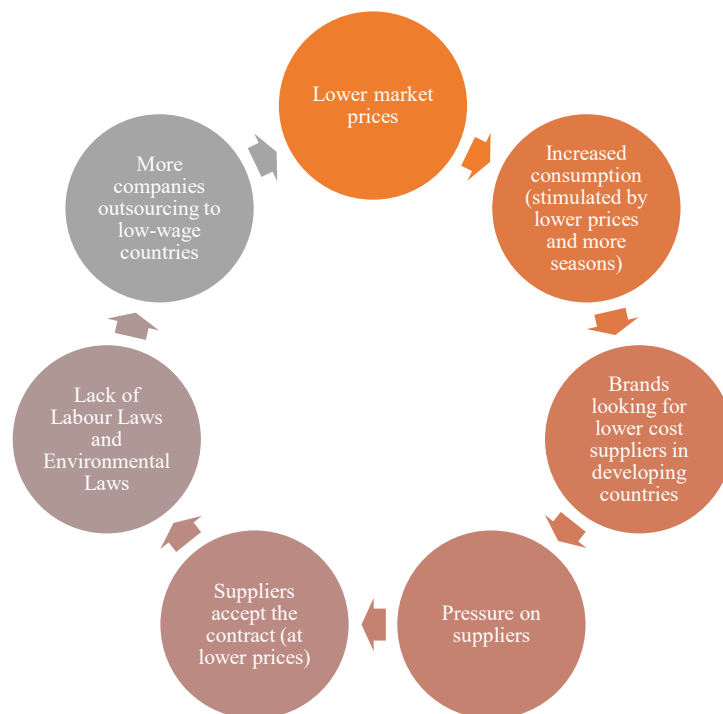 Lower market
prices
Increased
consumption
(stimulated by
lower prices
and more
seasons)
Brands
looking for
lower cost
suppliers in
developing
countries
Pressure on
suppliers
Suppliers
accept the
contract (at
lower prices)
Lack of
Labour Laws
and
Environmental
Laws
More
companies
outsourcing to
low-wage
countries